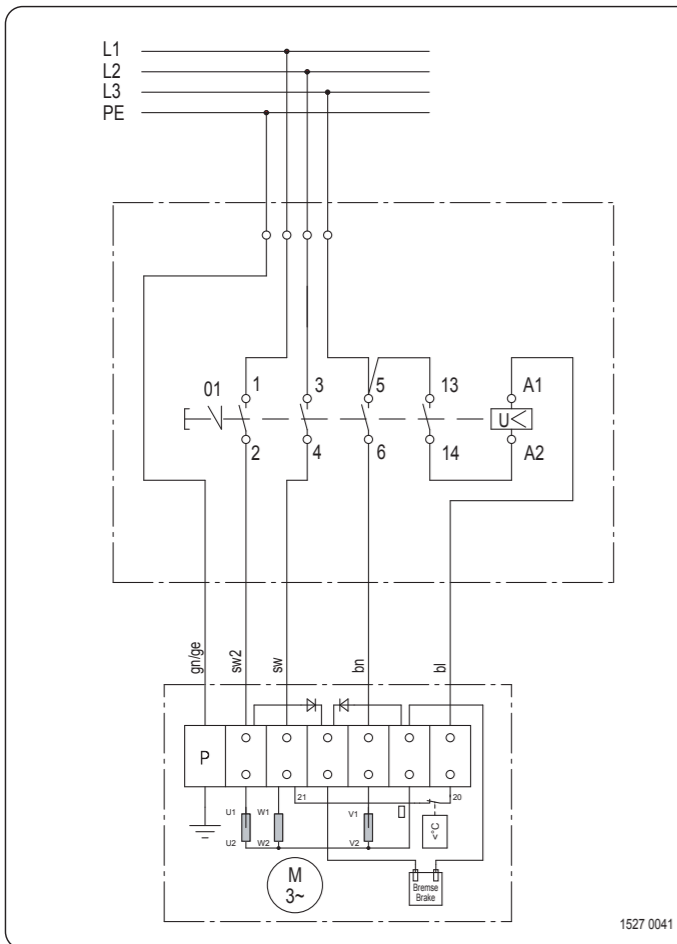 L1
L2
L3
PE
01 1 3 5 13 A1
U<
2 4 6 14 A2
gn/ge sw2 sw bn bl
P
21 20
U1 W1 V1
U2 W2 V2
<°C
M
3~
Bremse
Brake
1527 0041